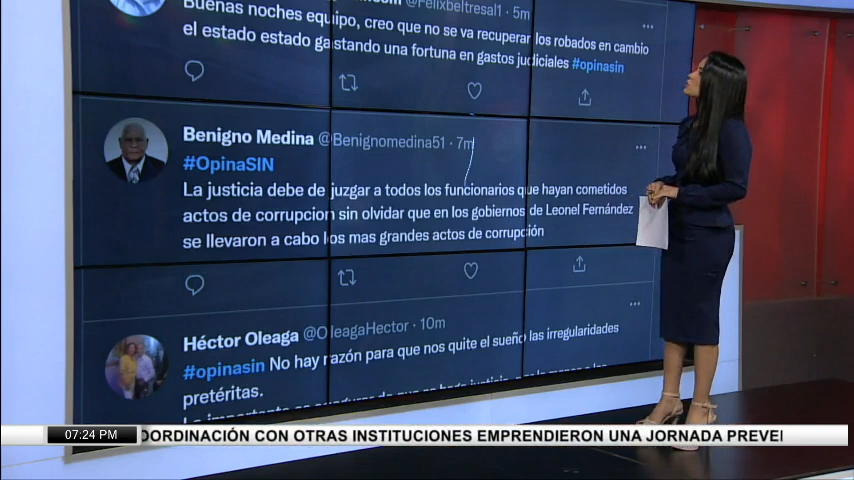 @Felixbeltresal1 · 5m
Buenas noches equipo, creo que no se va recuperar los robados en cambio
el estado estado gastando una fortuna en gastos judiciales #opinasin
Benigno Medina @Benignomedina51 · 7m
#OpinaSIN
La justicia debe de juzgar a todos los funcionarios que hayan cometidos
actos de corrupcion sin olvidar que en los gobiernos de Leonel Fernández
se llevaron a cabo los mas grandes actos de corrupción
Héctor Oleaga @OleagaHector · 10m
#opinasin No hay razón para que nos quite el sueño las irregularidades
pretéritas.
07:24 PM OORDINACIÓN CON OTRAS INSTITUCIONES EMPRENDIERON UNA JORNADA PREVE